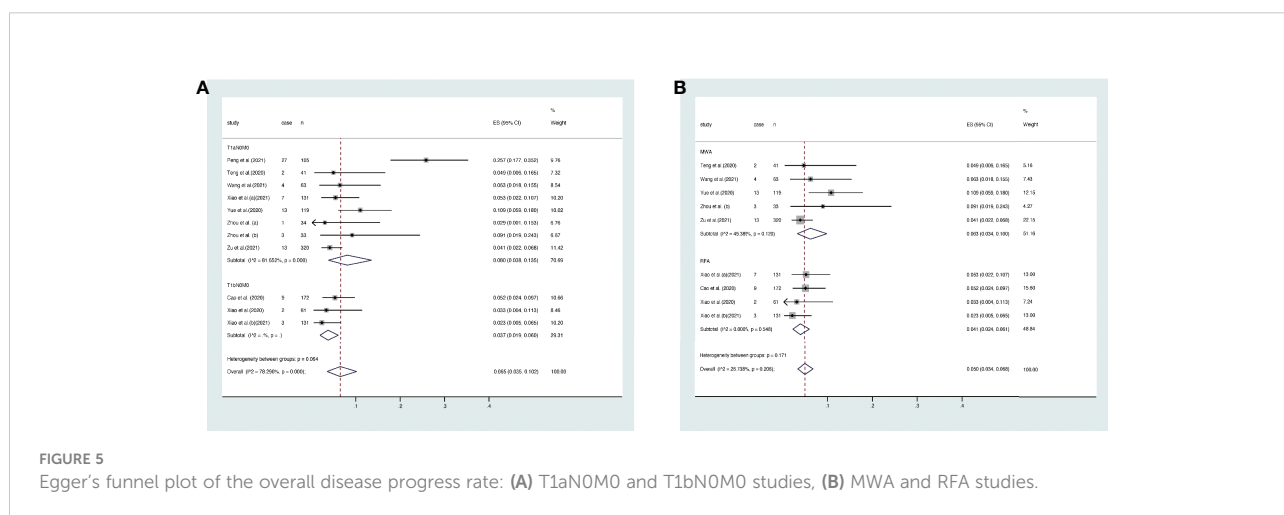 A
%
study case n ES (95% CI) Weight
T1aN0M0
Peng et al.(2021) 27 105 0.257 (0.177, 0.352) 9.76
Teng et al.(2020) 2 41 0.049 (0.006, 0.165) 7.32
Wang et al.(2021) 4 63 0.063 (0.018, 0.155) 8.54
Xiao et al.(a)(2021) 7 131 0.053 (0.022, 0.107) 10.20
Yue et al.(2020) 13 119 0.109 (0.059, 0.180) 10.02
Zhou et al. (a) 1 34 0.029 (0.001, 0.153) 6.76
Zhou et al. (b) 3 33 0.091 (0.019, 0.243) 6.67
Zu et al.(2021) 13 320 0.041 (0.022, 0.068) 11.42
Subtotal (I^2 = 81.652%, p = 0.000) 0.080 (0.038, 0.135) 70.69
T1bN0M0
Cao et al. (2020) 9 172 0.052 (0.024, 0.097) 10.66
Xiao et al.(2020) 2 61 0.033 (0.004, 0.113) 8.46
Xiao et al.(b)(2021) 3 131 0.023 (0.005, 0.065) 10.20
Subtotal (I^2 = .%, p = .) 0.037 (0.019, 0.060) 29.31
Heterogeneity between groups: p = 0.064
Overall (I^2 = 78.290%, p = 0.000); 0.065 (0.035, 0.102) 100.00
.1 .2 .3 .4
B
%
study case n ES (95% CI) Weight
MWA
Teng et al.(2020) 2 41 0.049 (0.006, 0.165) 5.16
Wang et al.(2021) 4 63 0.063 (0.018, 0.155) 7.43
Yue et al.(2020) 13 119 0.109 (0.059, 0.180) 12.15
Zhou et al. (b) 3 33 0.091 (0.019, 0.243) 4.27
Zu et al.(2021) 13 320 0.041 (0.022, 0.068) 22.15
Subtotal (I^2 = 45.38%, p = 0.120) 0.063 (0.034, 0.100) 51.16
RFA
Xiao et al.(a)(2021) 7 131 0.053 (0.022, 0.107) 13.00
Cao et al. (2020) 9 172 0.052 (0.024, 0.097) 15.60
Xiao et al.(2020) 2 61 0.033 (0.004, 0.113) 7.24
Xiao et al.(b)(2021) 3 131 0.023 (0.005, 0.065) 13.00
Subtotal (I^2 = 0.000%, p = 0.548) 0.041 (0.024, 0.061) 48.84
Heterogeneity between groups: p = 0.171
Overall (I^2 = 26.738%, p = 0.206); 0.050 (0.034, 0.068) 100.00
.1 .2 .3 .4
FIGURE 5
Egger's funnel plot of the overall disease progress rate: (A) T1aN0M0 and T1bN0M0 studies, (B) MWA and RFA studies.